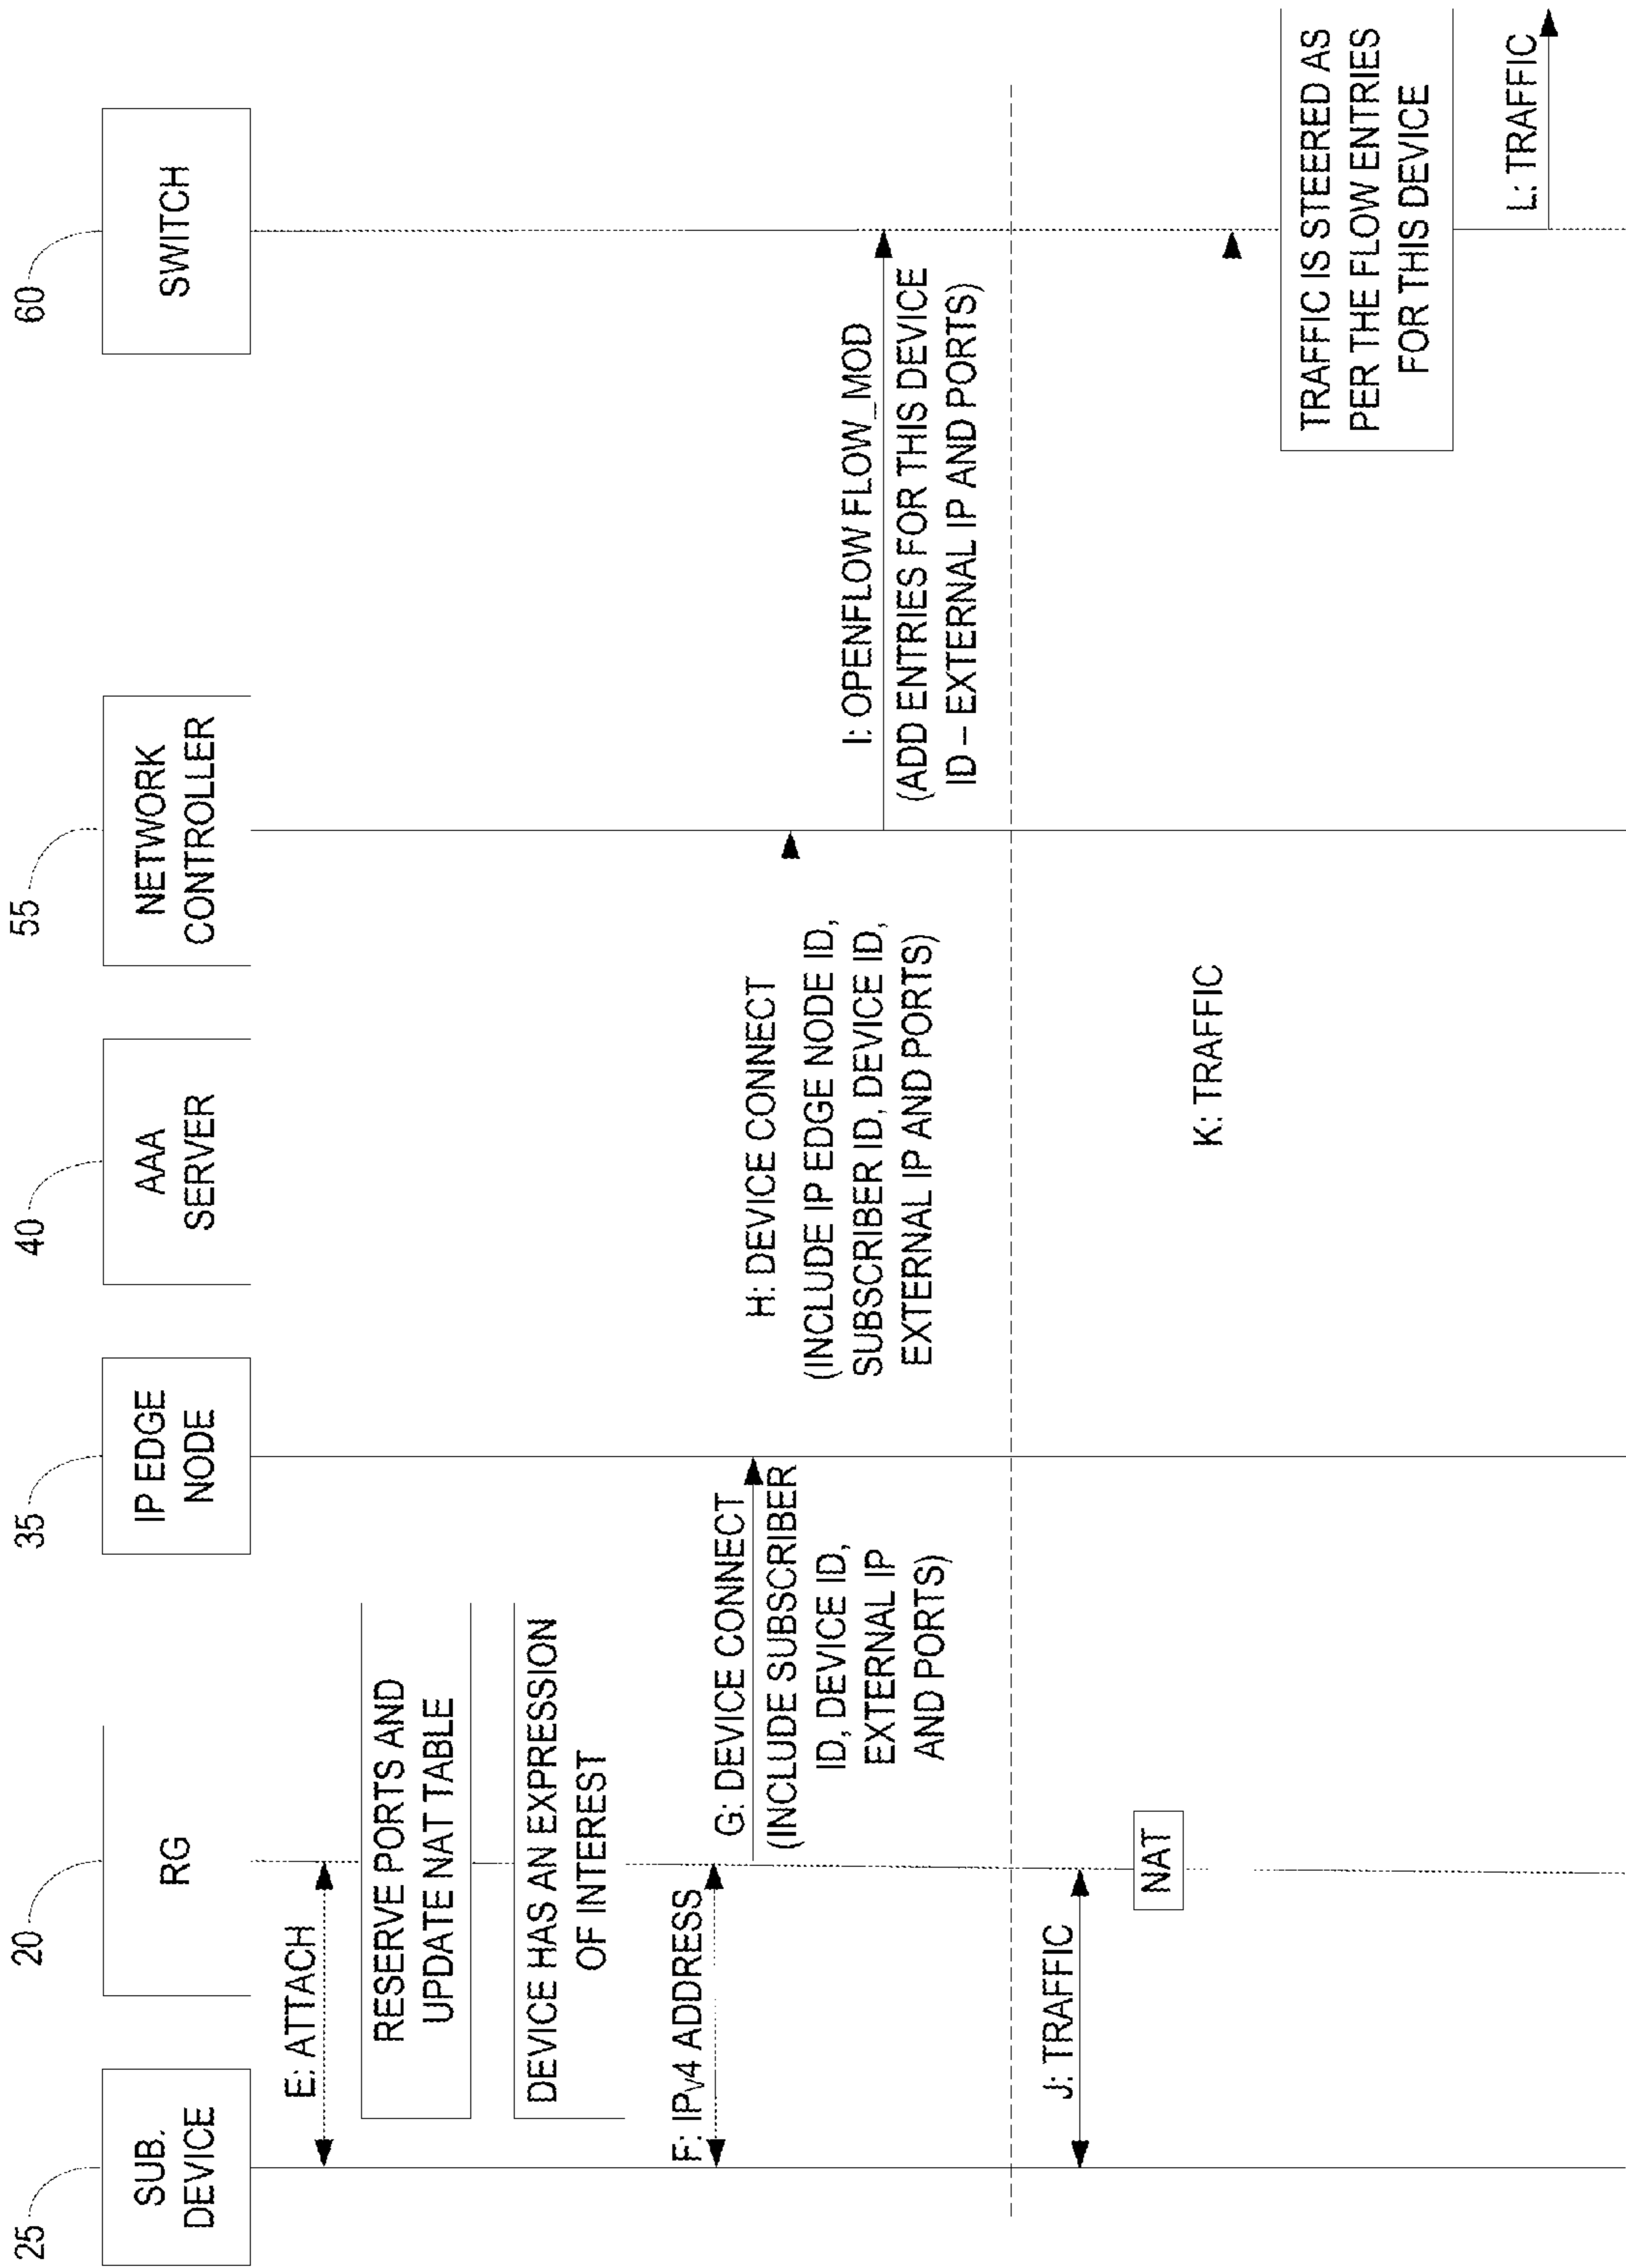 25
20
35
40
55
60
SUB.
DEVICE
RG
IP EDGE
NODE
AAA
SERVER
NETWORK
CONTROLLER
SWITCH
E: ATTACH
RESERVE PORTS AND
UPDATE NAT TABLE
DEVICE HAS AN EXPRESSION
OF INTEREST
F: IPv4 ADDRESS
G: DEVICE CONNECT
(INCLUDE SUBSCRIBER
ID, DEVICE ID,
EXTERNAL IP
AND PORTS)
H: DEVICE CONNECT
(INCLUDE IP EDGE NODE ID,
SUBSCRIBER ID, DEVICE ID,
EXTERNAL IP AND PORTS)
I: OPENFLOW FLOW_MOD
(ADD ENTRIES FOR THIS DEVICE
ID – EXTERNAL IP AND PORTS)
J: TRAFFIC
NAT
K: TRAFFIC
TRAFFIC IS STEERED AS
PER THE FLOW ENTRIES
FOR THIS DEVICE
L: TRAFFIC